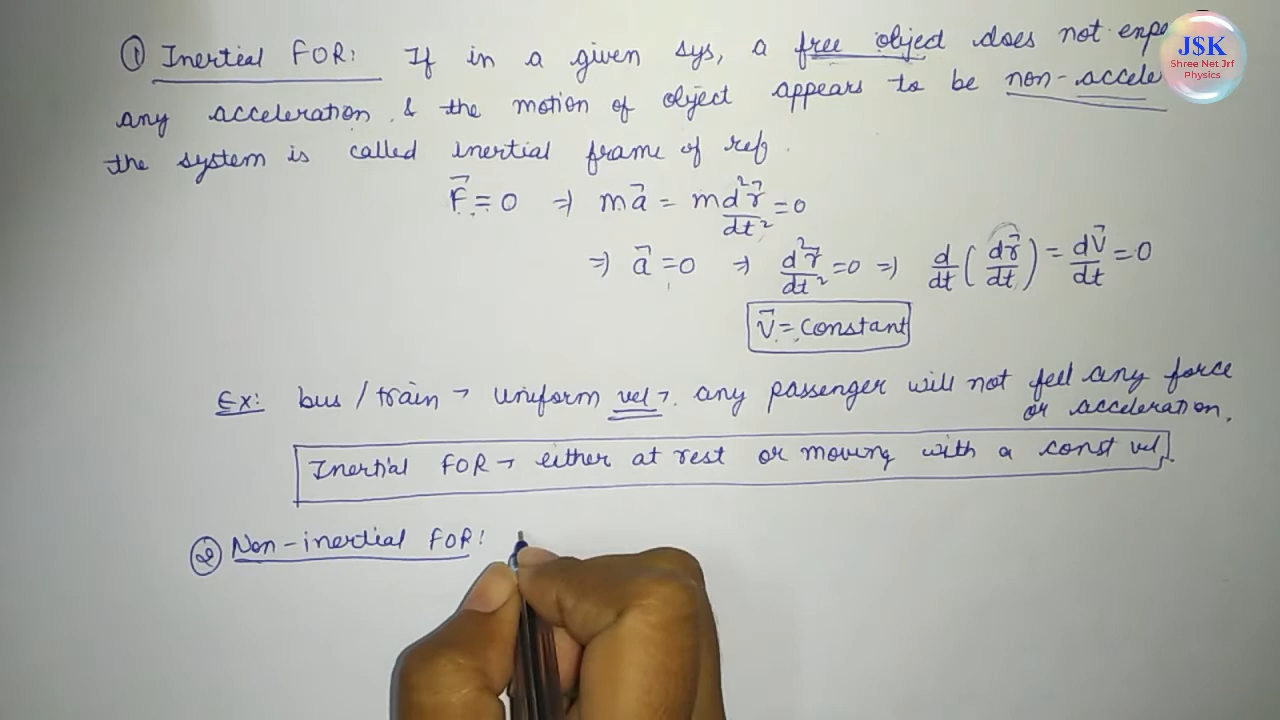 ① Inertial FOR: If in a given sys, a free object does not expe
any acceleration & the motion of object appears to be non-accele
the system is called inertial frame of ref.
F⃗ = 0 ⇒ ma⃗ = m d²r⃗/dt² = 0
⇒ a⃗ = 0 ⇒ d²r⃗/dt² = 0 ⇒ d/dt (dr⃗/dt) = dV⃗/dt = 0
V⃗ = Constant
Ex: bus / train → Uniform vel → any passenger will not feel any force
or acceleration.
Inertial FOR → either at rest or moving with a const vel.
② Non-inertial FOR:
JSK
Shree Net Jrf
Physics